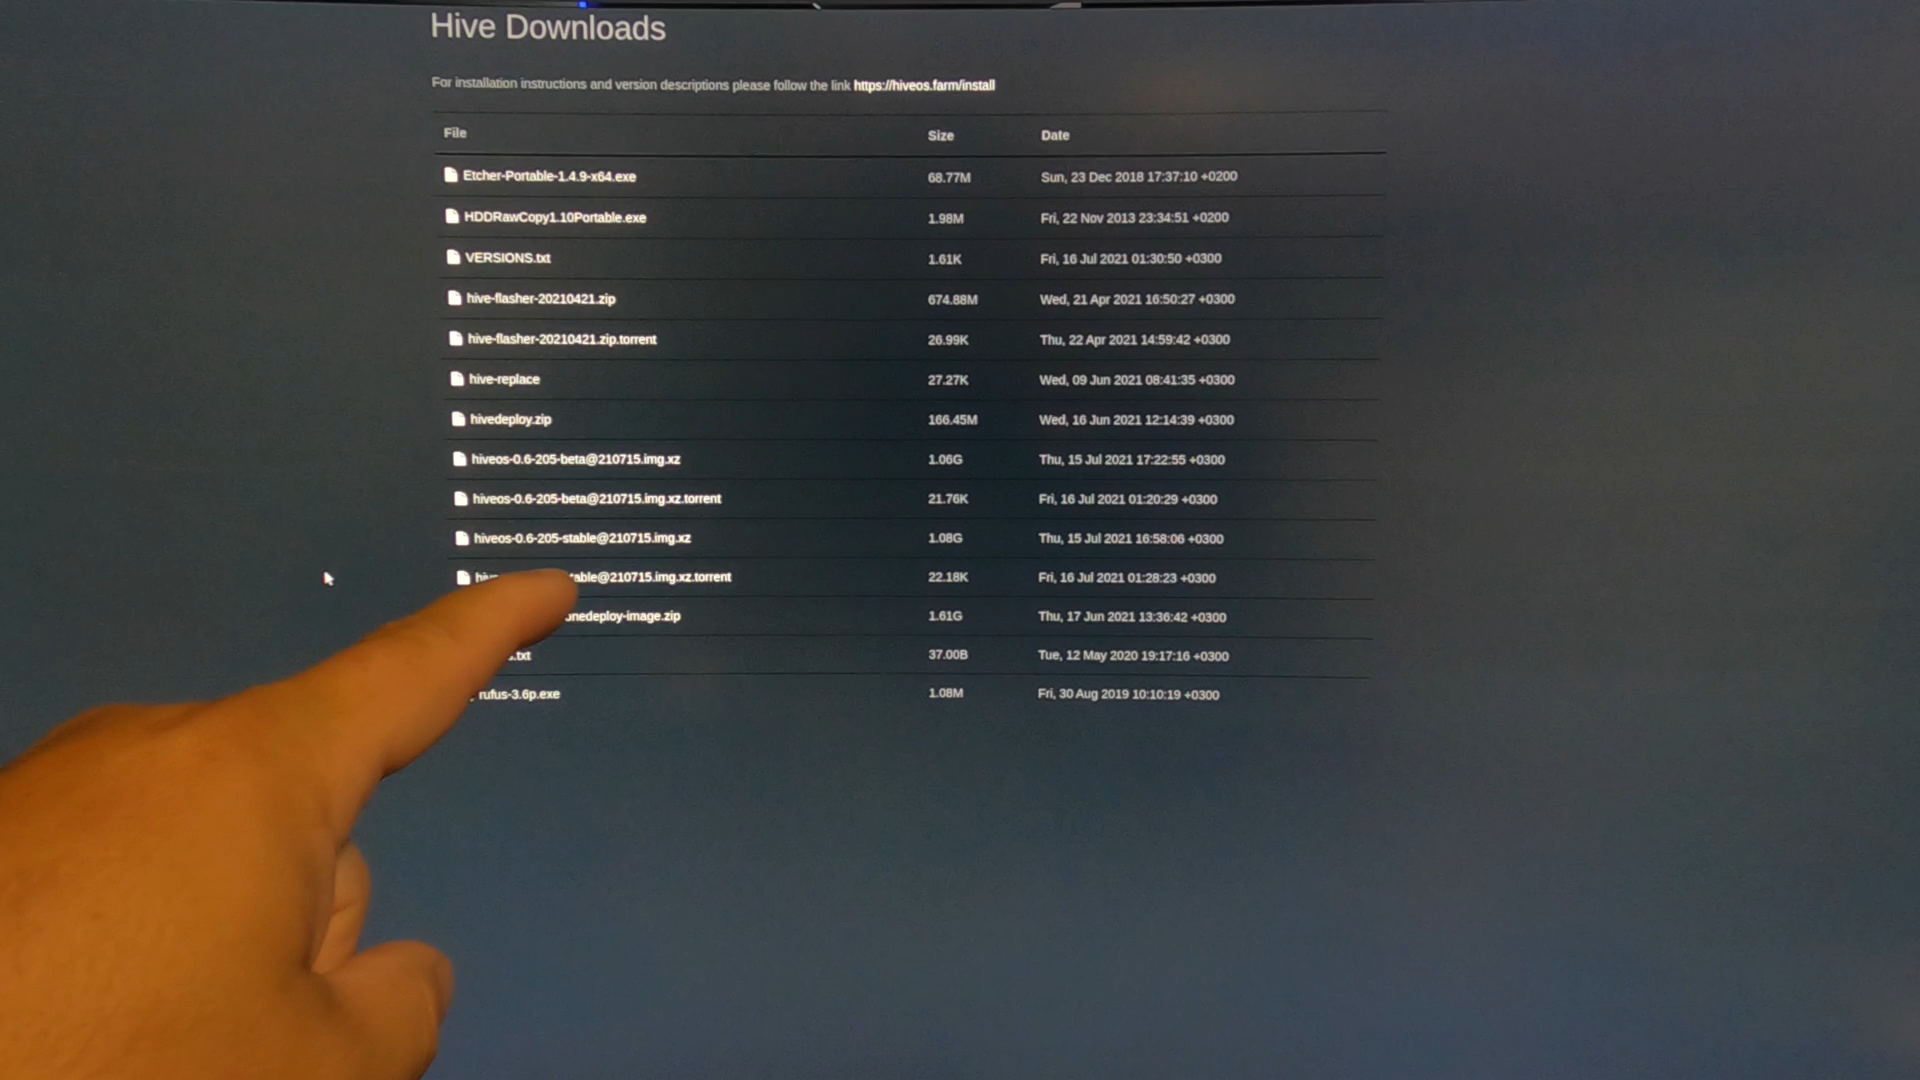 Hive Downloads
For installation instructions and version descriptions please follow the link https://hiveos.farm/install
File Size Date
Etcher-Portable-1.4.9-x64.exe 68.77M Sun, 23 Dec 2018 17:37:10 +0200
HDDRawCopy1.10Portable.exe 1.98M Fri, 22 Nov 2013 23:34:51 +0200
VERSIONS.txt 1.61K Fri, 16 Jul 2021 01:30:50 +0300
hive-flasher-20210421.zip 674.88M Wed, 21 Apr 2021 16:50:27 +0300
hive-flasher-20210421.zip.torrent 26.99K Thu, 22 Apr 2021 14:59:42 +0300
hive-replace 27.27K Wed, 09 Jun 2021 08:41:35 +0300
hivedeploy.zip 166.45M Wed, 16 Jun 2021 12:14:39 +0300
hiveos-0.6-205-beta@210715.img.xz 1.06G Thu, 15 Jul 2021 17:22:55 +0300
hiveos-0.6-205-beta@210715.img.xz.torrent 21.76K Fri, 16 Jul 2021 01:20:29 +0300
hiveos-0.6-205-stable@210715.img.xz 1.08G Thu, 15 Jul 2021 16:58:06 +0300
table@210715.img.xz.torrent 22.18K Fri, 16 Jul 2021 01:28:23 +0300
onedeploy-image.zip 1.61G Thu, 17 Jun 2021 13:36:42 +0300
.txt 37.00B Tue, 12 May 2020 19:17:16 +0300
rufus-3.6p.exe 1.08M Fri, 30 Aug 2019 10:10:19 +0300